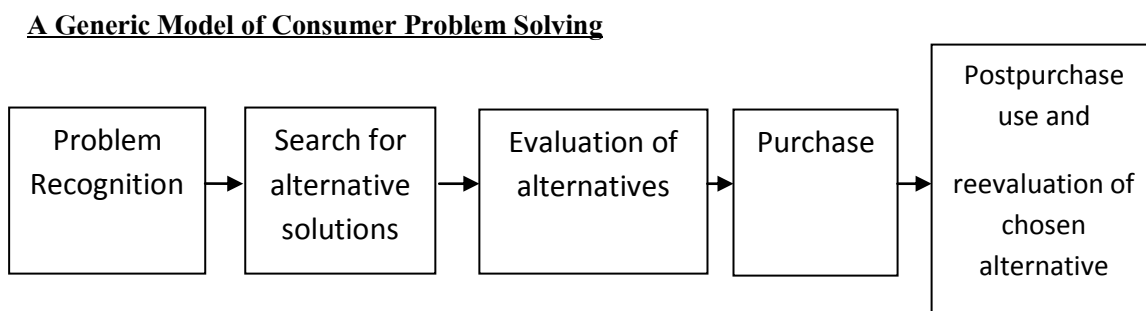 A Generic Model of Consumer Problem Solving
Problem
Recognition
Search for
alternative
solutions
Evaluation of
alternatives
Purchase
Postpurchase
use and
reevaluation of
chosen
alternative